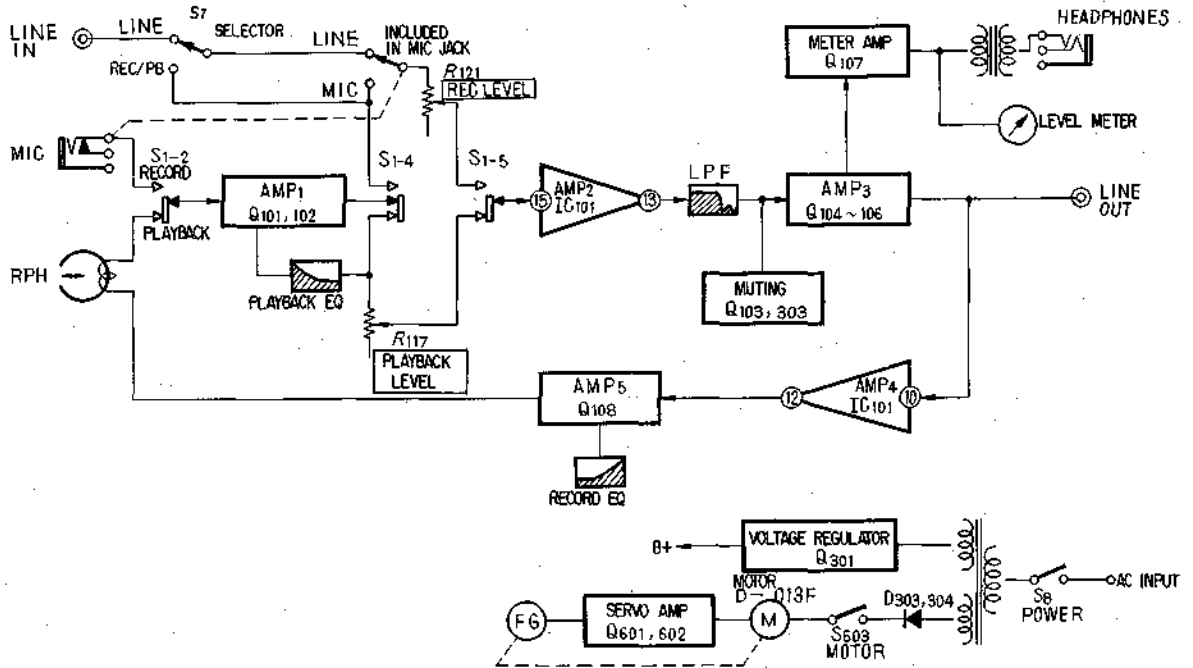 LINE IN
LINE
S7
SELECTOR
LINE
INCLUDED IN MIC JACK
REC/PB
MIC
R121
REC LEVEL
MIC
S1-2
RECORD
PLAYBACK
AMP1
Q101, 102
S1-4
S1-5
15
AMP2
IC101
13
LPF
METER AMP
Q107
HEADPHONES
LEVEL METER
AMP3
Q104~106
LINE OUT
RPH
PLAYBACK EQ
R117
PLAYBACK LEVEL
MUTING
Q103, 303
AMP5
Q108
12
AMP4
IC101
10
RECORD EQ
B+
VOLTAGE REGULATOR
Q301
S8
POWER
AC INPUT
FG
SERVO AMP
Q601, 602
MOTOR
M
S603
MOTOR
D303, 304